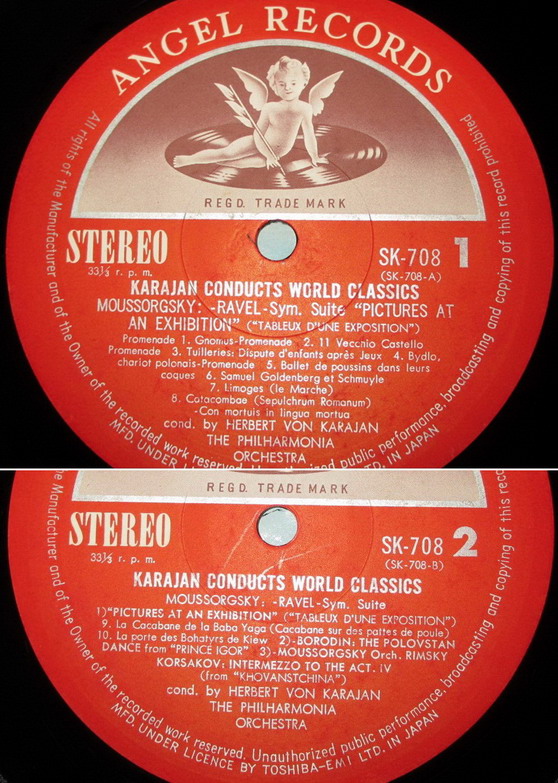 ANGEL RECORDS
REGD. TRADE MARK
All rights of the Manufacturer and of the Owner of the recorded work reserved. Unauthorized public performance, broadcasting and copying of this record prohibited
STEREO
33⅓ r. p. m.
SK-708 1
(SK-708-A)
KARAJAN CONDUCTS WORLD CLASSICS
MOUSSORGSKY: -RAVEL-Sym. Suite "PICTURES AT
AN EXHIBITION" ("TABLEUX D'UNE EXPOSITION")
Promenade 1. Gnomus-Promenade 2. 11 Vecchio Castello
Promenade 3. Tuilleries: Dispute d'enfants après Jeux 4. Bydlo,
chariot polonais-Promenade 5. Ballet de poussins dans leurs
coques 6. Samuel Goldenberg et Schmuyle
7. Limoges (le Marche)
8. Catacombae (Sepulchrum Romanum)
-Con mortuis in lingua mortua
cond. by HERBERT VON KARAJAN
THE PHILHARMONIA
ORCHESTRA
MFD. UNDER LTD. IN JAPAN
REGD. TRADE MARK
STEREO
33⅓ r. p. m.
SK-708 2
(SK-708-B)
KARAJAN CONDUCTS WORLD CLASSICS
MOUSSORGSKY: -RAVEL-Sym. Suite
1)"PICTURES AT AN EXHIBITION" ("TABLEUX D'UNE EXPOSITION")
9. La Cacabane de la Baba Yaga (Cacabane sur des pattes de poule)
10. La porte des Bohatyrs de Kiew 2)-BORODIN: THE POLOVSTAN
DANCE from "PRINCE IGOR" 3)-MOUSSORGSKY Orch. RIMSKY
KORSAKOV: INTERMEZZO TO THE ACT. IV
(from "KHOVANSTCHINA")
cond. by HERBERT VON KARAJAN
THE PHILHARMONIA
ORCHESTRA
Manufacturer and of the Owner of the recorded work reserved. Unauthorized public performance, broadcasting and copying of this rec
MFD. UNDER LICENCE BY TOSHIBA-EMI LTD. IN JAPAN